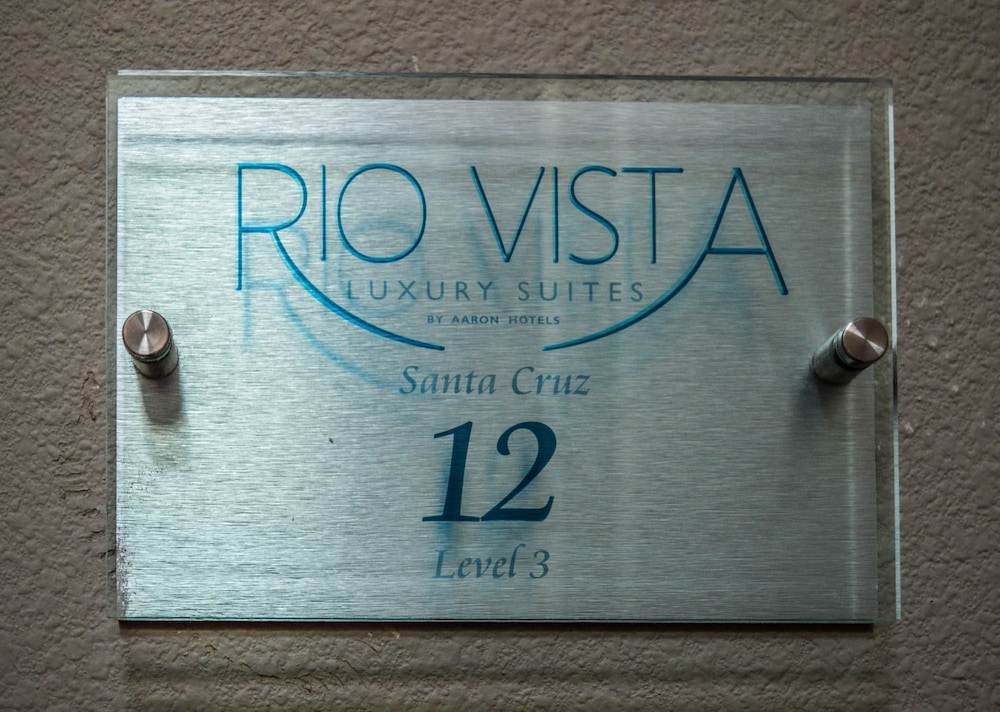 RIO VISTA
LUXURY SUITES
BY AARON HOTELS
Santa Cruz
12
Level 3